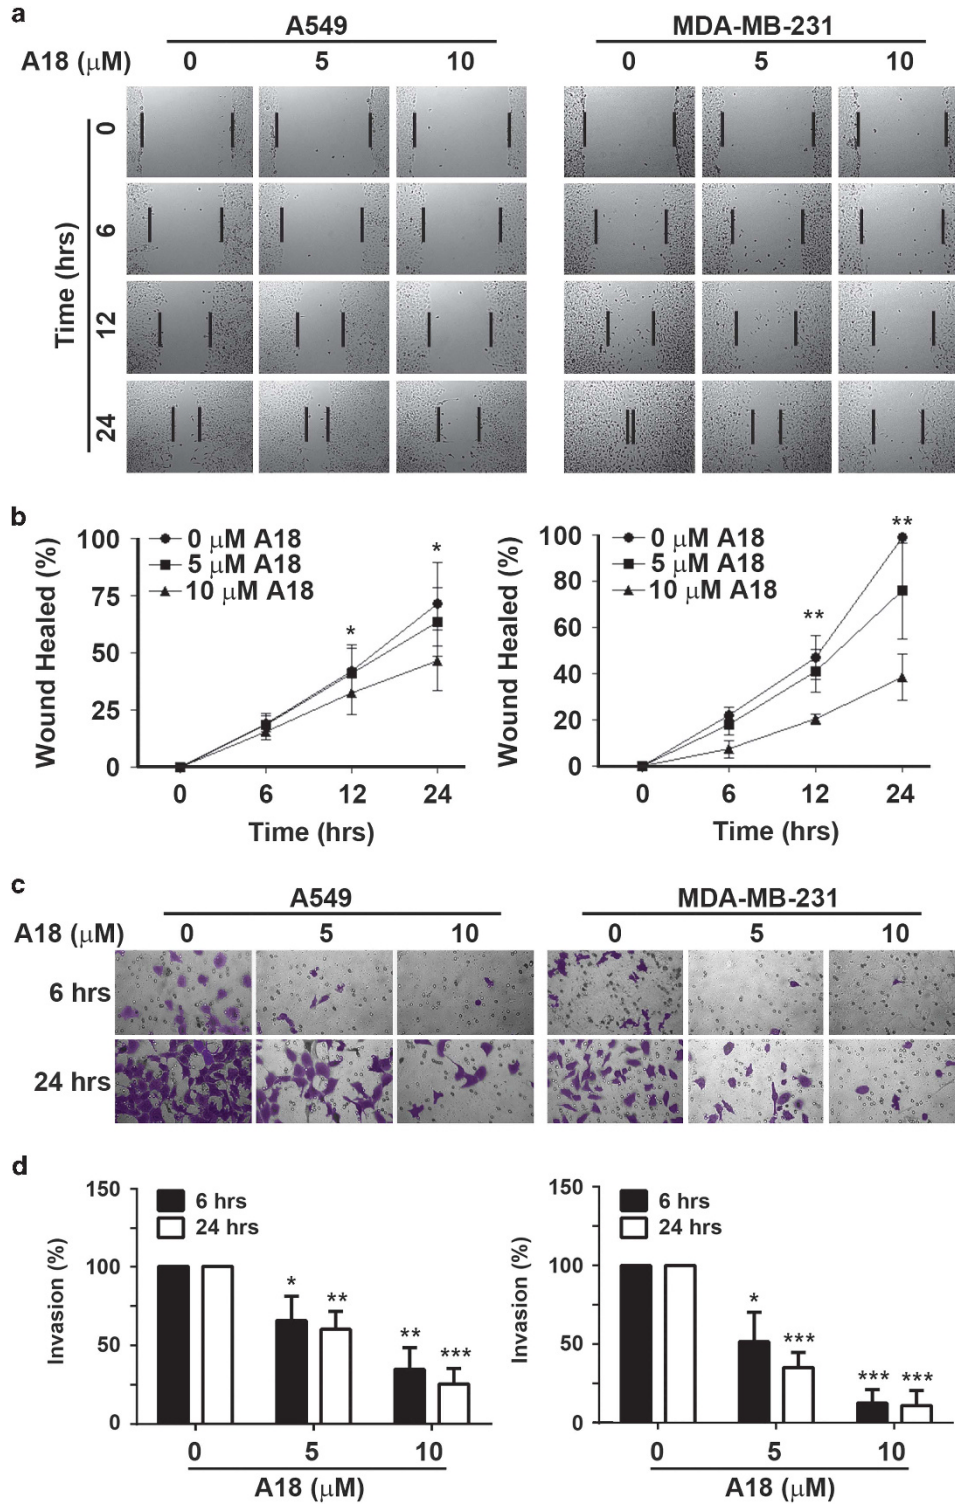 a
A549 MDA-MB-231
A18 (μM) 0 5 10 0 5 10
Time (hrs)
0
6
12
24
b
Wound Healed (%)
100
75
50
25
0
0 μM A18
5 μM A18
10 μM A18
* *
0 6 12 24
Time (hrs)
Wound Healed (%)
100
80
60
40
20
0
0 μM A18
5 μM A18
10 μM A18
** **
0 6 12 24
Time (hrs)
c
A549 MDA-MB-231
A18 (μM) 0 5 10 0 5 10
6 hrs
24 hrs
d
Invasion (%)
150
100
50
0
6 hrs
24 hrs
* ** ** ***
0 5 10
A18 (μM)
Invasion (%)
150
100
50
0
6 hrs
24 hrs
* *** *** ***
0 5 10
A18 (μM)